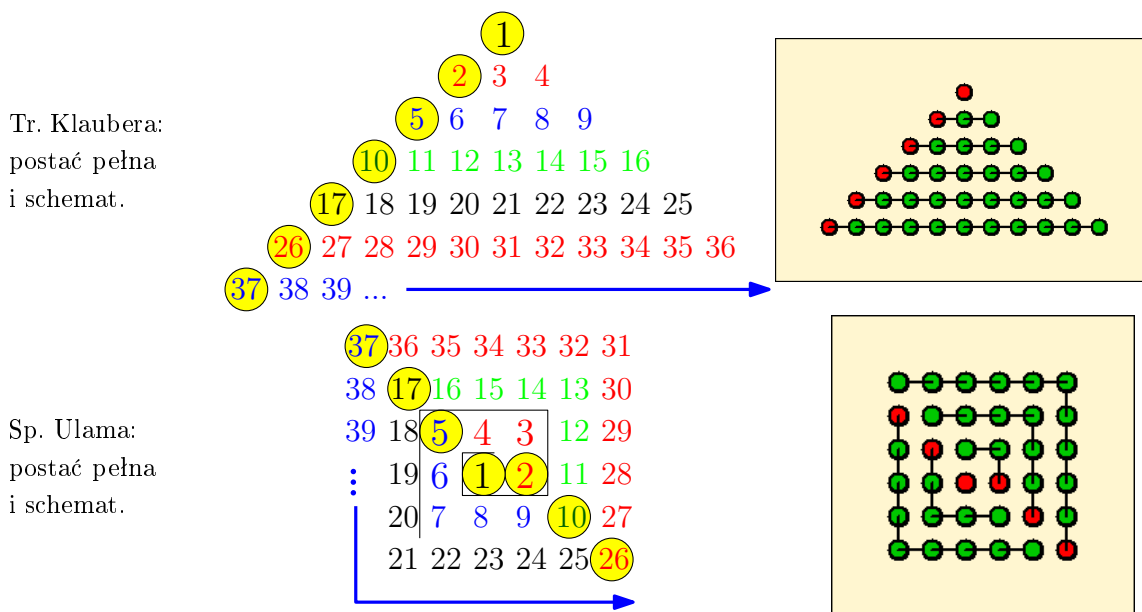 1
2 3 4
5 6 7 8 9
Tr. Klaubera:
postać pełna
i schemat.
10 11 12 13 14 15 16
17 18 19 20 21 22 23 24 25
26 27 28 29 30 31 32 33 34 35 36
37 38 39 ...
37 36 35 34 33 32 31
38 17 16 15 14 13 30
Sp. Ulama:
postać pełna
i schemat.
39 18 5 4 3 12 29
19 6 1 2 11 28
20 7 8 9 10 27
21 22 23 24 25 26